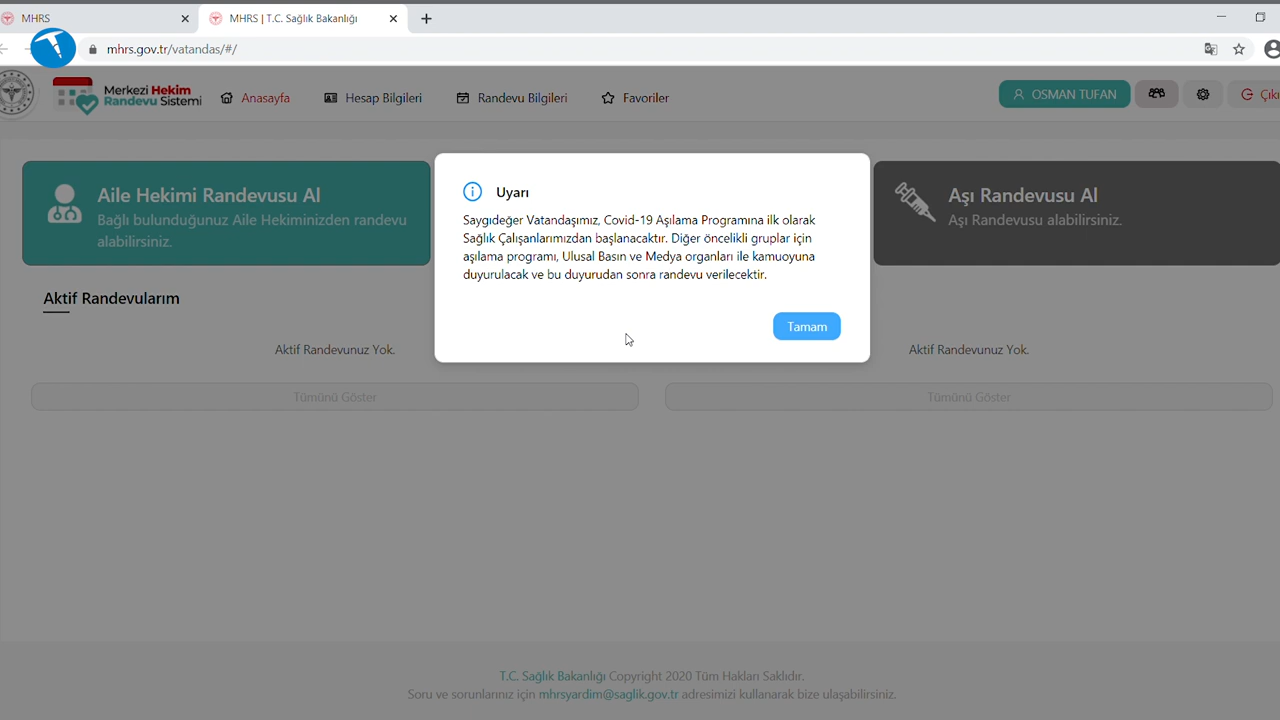 MHRS
MHRS | T.C. Sağlık Bakanlığı
mhrs.gov.tr/vatandas/#/
Merkezi Hekim
Randevu Sistemi
Anasayfa
Hesap Bilgileri
Randevu Bilgileri
Favoriler
OSMAN TUFAN
Aile Hekimi Randevusu Al
Bağlı bulunduğunuz Aile Hekiminizden randevu
alabilirsiniz.
Uyarı
Saygıdeğer Vatandaşımız, Covid-19 Aşılama Programına ilk olarak
Sağlık Çalışanlarımızdan başlanacaktır. Diğer öncelikli gruplar için
aşılama programı, Ulusal Basın ve Medya organları ile kamuoyuna
duyurulacak ve bu duyurudan sonra randevu verilecektir.
Tamam
Aşı Randevusu Al
Aşı Randevusu alabilirsiniz.
Aktif Randevularım
Aktif Randevunuz Yok.
Aktif Randevunuz Yok.
Tümünü Göster
Tümünü Göster
T.C. Sağlık Bakanlığı Copyright 2020 Tüm Hakları Saklıdır.
Soru ve sorunlarınız için mhrsyardim@saglik.gov.tr adresimizi kullanarak bize ulaşabilirsiniz.